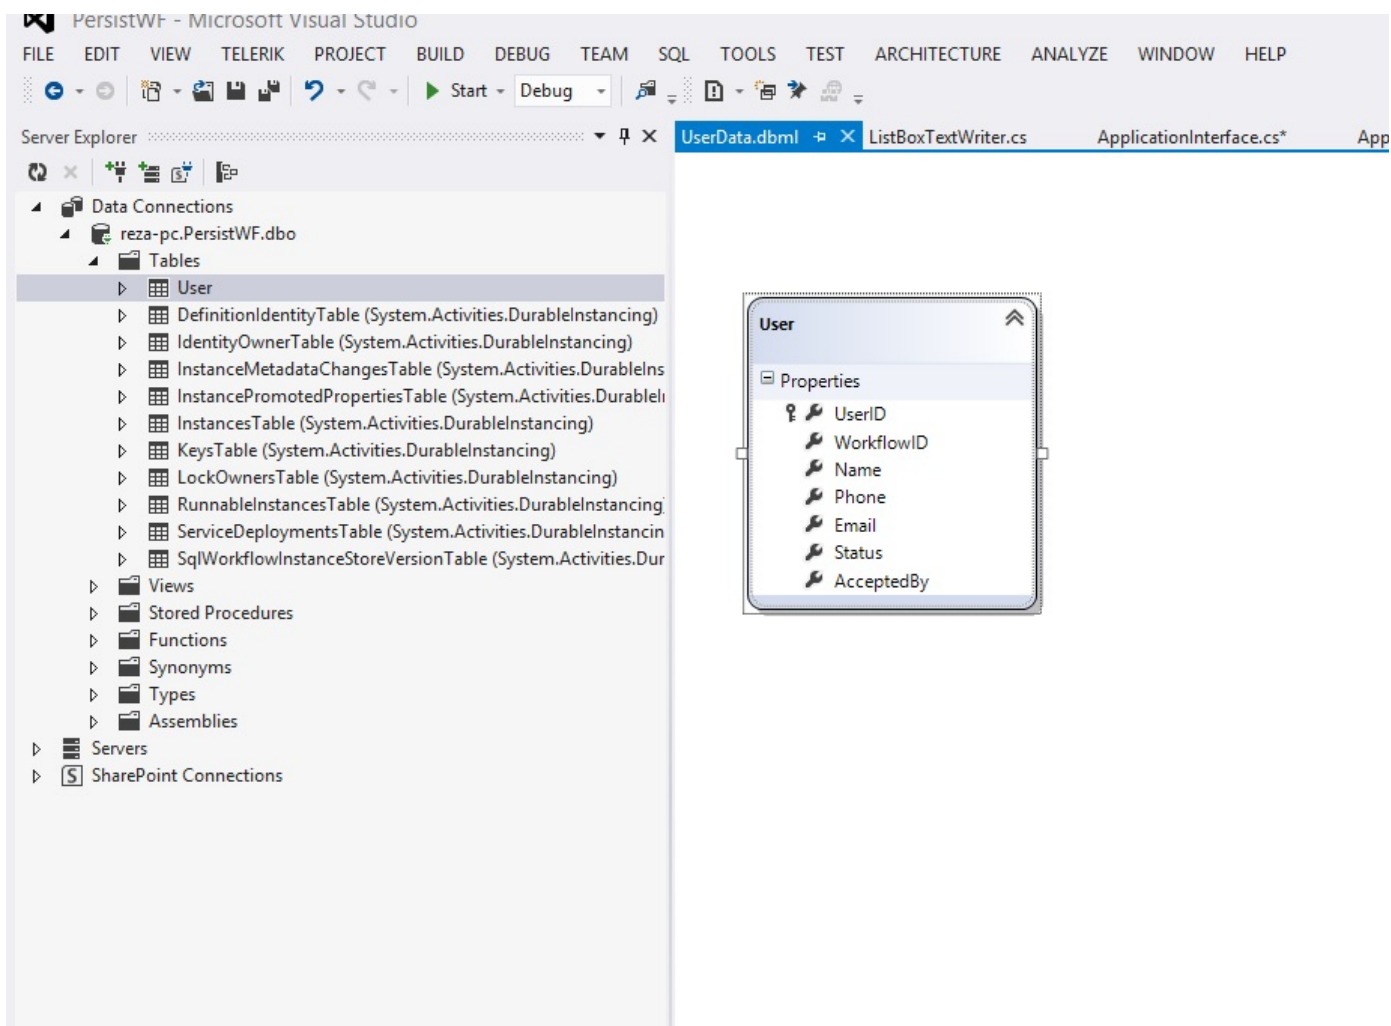 PersistWF - Microsoft Visual Studio
FILE EDIT VIEW TELERIK PROJECT BUILD DEBUG TEAM SQL TOOLS TEST ARCHITECTURE ANALYZE WINDOW HELP
Start Debug
Server Explorer
UserData.dbml ListBoxTextWriter.cs ApplicationInterface.cs* App
Data Connections
reza-pc.PersistWF.dbo
Tables
User
DefinitionIdentityTable (System.Activities.DurableInstancing)
IdentityOwnerTable (System.Activities.DurableInstancing)
InstanceMetadataChangesTable (System.Activities.DurableIns
InstancePromotedPropertiesTable (System.Activities.DurableI
InstancesTable (System.Activities.DurableInstancing)
KeysTable (System.Activities.DurableInstancing)
LockOwnersTable (System.Activities.DurableInstancing)
RunnableInstancesTable (System.Activities.DurableInstancing
ServiceDeploymentsTable (System.Activities.DurableInstancin
SqlWorkflowInstanceStoreVersionTable (System.Activities.Dur
Views
Stored Procedures
Functions
Synonyms
Types
Assemblies
Servers
SharePoint Connections
User
Properties
UserID
WorkflowID
Name
Phone
Email
Status
AcceptedBy